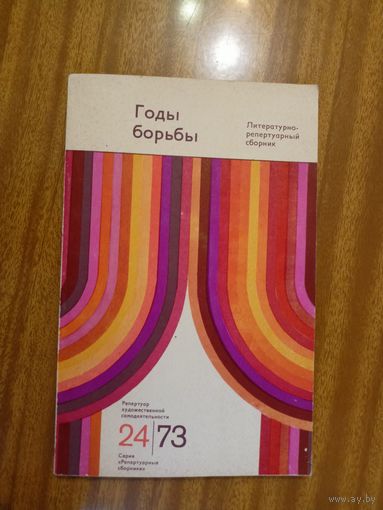 Годы
борьбы
Литературно-
репертуарный
сборник
Репертуар
художественной
самодеятельности
24|73
Серия
«Репертуарные
сборники»
www.ay.by